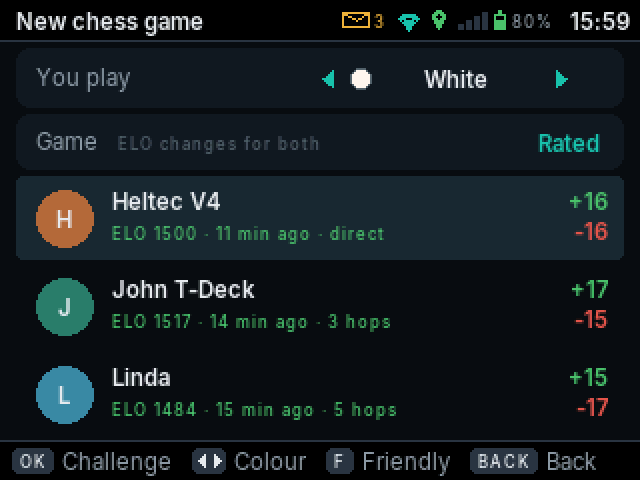 New chess game 3 80% 15:59
You play White
Game ELO changes for both Rated
H Heltec V4 +16
ELO 1500 · 11 min ago · direct -16
J John T-Deck +17
ELO 1517 · 14 min ago · 3 hops -15
L Linda +15
ELO 1484 · 15 min ago · 5 hops -17
OK Challenge Colour F Friendly BACK Back